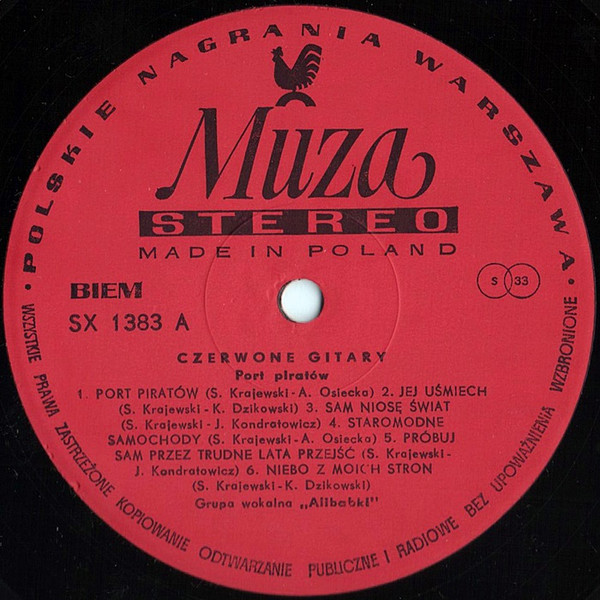 • POLSKIE NAGRANIA WARSZAWA •
Muza
STEREO
MADE IN POLAND
BIEM
S 33
SX 1383 A
CZERWONE GITARY
Port piratów
1. PORT PIRATÓW (S. Krajewski-A. Osiecka) 2. JEJ UŚMIECH
(S. Krajewski-K. Dzikowski) 3. SAM NIOSĘ ŚWIAT
(S. Krajewski-J. Kondratowicz) 4. STAROMODNE
SAMOCHODY (S. Krajewski-A. Osiecka) 5. PRÓBUJ
SAM PRZEZ TRUDNE LATA PRZEJŚĆ (S. Krajewski-
J. Kondratowicz) 6. NIEBO Z MOICH STRON
(S. Krajewski-K. Dzikowski)
Grupa wokalna „Alibabki"
WSZYSTKIE PRAWA ZASTRZEŻONE KOPIOWANIE ODTWARZANIE PUBLICZNE I RADIOWE BEZ UPOWAŻNIENIA WZBRONIONE